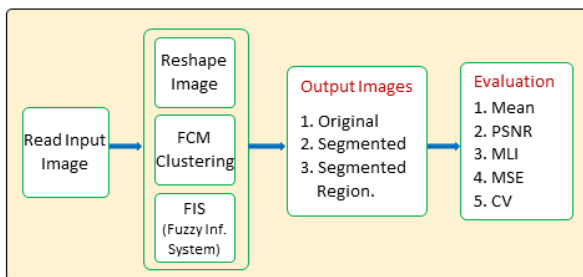 Read Input
Image
Reshape
Image
FCM
Clustering
FIS
(Fuzzy Inf.
System)
Output Images
1. Original
2. Segmented
3. Segmented
Region.
Evaluation
1. Mean
2. PSNR
3. MLI
4. MSE
5. CV